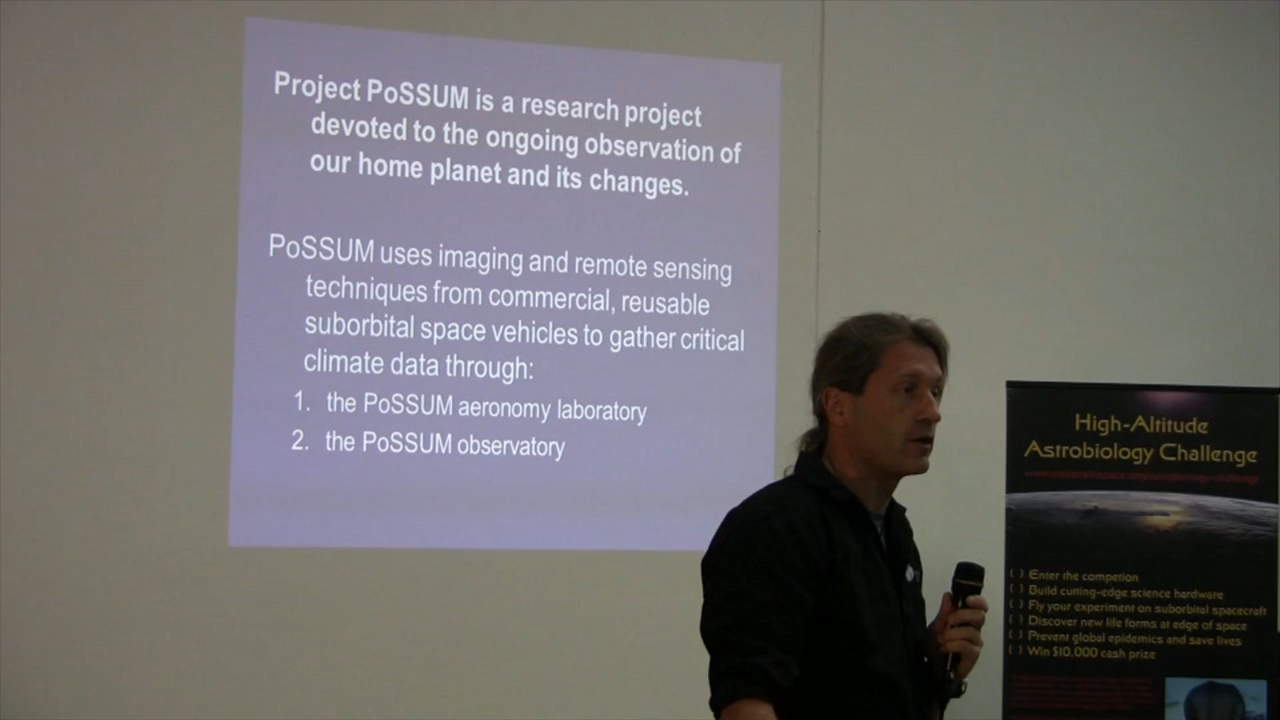 Project PoSSUM is a research project
devoted to the ongoing observation of
our home planet and its changes.
PoSSUM uses imaging and remote sensing
techniques from commercial, reusable
suborbital space vehicles to gather critical
climate data through:
1. the PoSSUM aeronomy laboratory
2. the PoSSUM observatory
High-Altitude
Astrobiology Challenge
( ) Enter the competion
( ) Build cutting-edge science hardware
( ) Fly your experiment on suborbital spacecraft
( ) Discover new life forms at edge of space
( ) Prevent global epidemics and save lives
( ) Win $10,000 cash prize